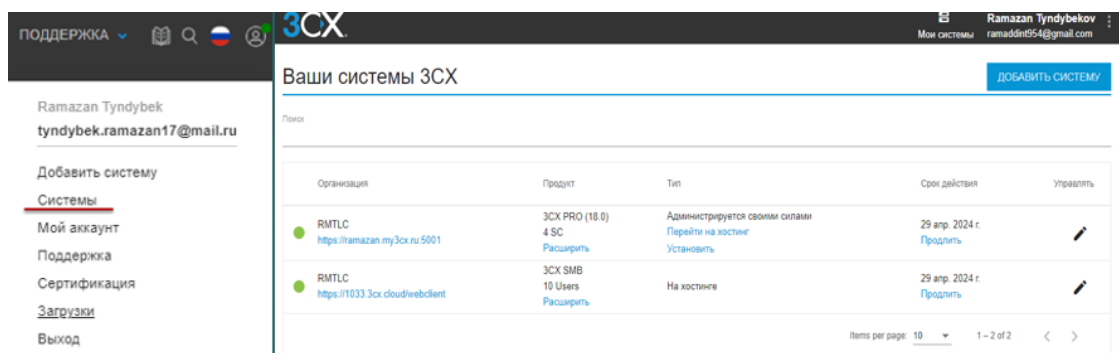 ПОДДЕРЖКА
Ramazan Tyndybek
tyndybek.ramazan17@mail.ru
Добавить систему
Системы
Мой аккаунт
Поддержка
Сертификация
Загрузки
Выход
3CX
Мои системы
Ramazan Tyndybekov
ramaddint954@gmail.com
Ваши системы 3CX
ДОБАВИТЬ СИСТЕМУ
Поиск
Организация Продукт Тип Срок действия Управлять
RMTLC
https://ramazan.my3cx.ru:5001
3CX PRO (18.0)
4 SC
Расширить
Администрируется своими силами
Перейти на хостинг
Установить
29 апр. 2024 г.
Продлить
RMTLC
https://1033.3cx.cloud/webclient
3CX SMB
10 Users
Расширить
На хостинге
29 апр. 2024 г.
Продлить
Items per page: 10 1 – 2 of 2